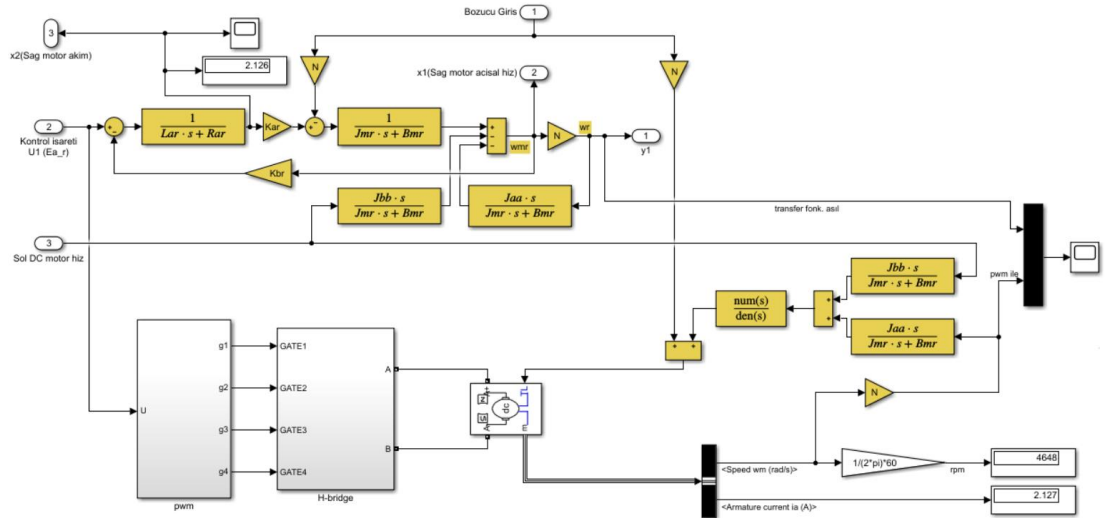 1
Bozucu Giris
3
x2(Sag motor akim)
2.126
N
N
x1(Sag motor acisal hiz)
2
2
Kontrol isareti
U1 (Ea_r)
1
Lar · s + Rar
Kar
1
Jmr · s + Bmr
wmr
N
wr
1
y1
Kbr
Jbb · s
Jmr · s + Bmr
Jaa · s
Jmr · s + Bmr
transfer fonk. asıl
3
Sol DC motor hiz
pwm ile
Jbb · s
Jmr · s + Bmr
num(s)
den(s)
Jaa · s
Jmr · s + Bmr
U
g1
g2
g3
g4
pwm
GATE1
GATE2
GATE3
GATE4
A
B
H-bridge
TL
A+
dc
A-
m
N
<Speed wm (rad/s)>
1/(2*pi)*60
rpm
4648
<Armature current ia (A)>
2.127